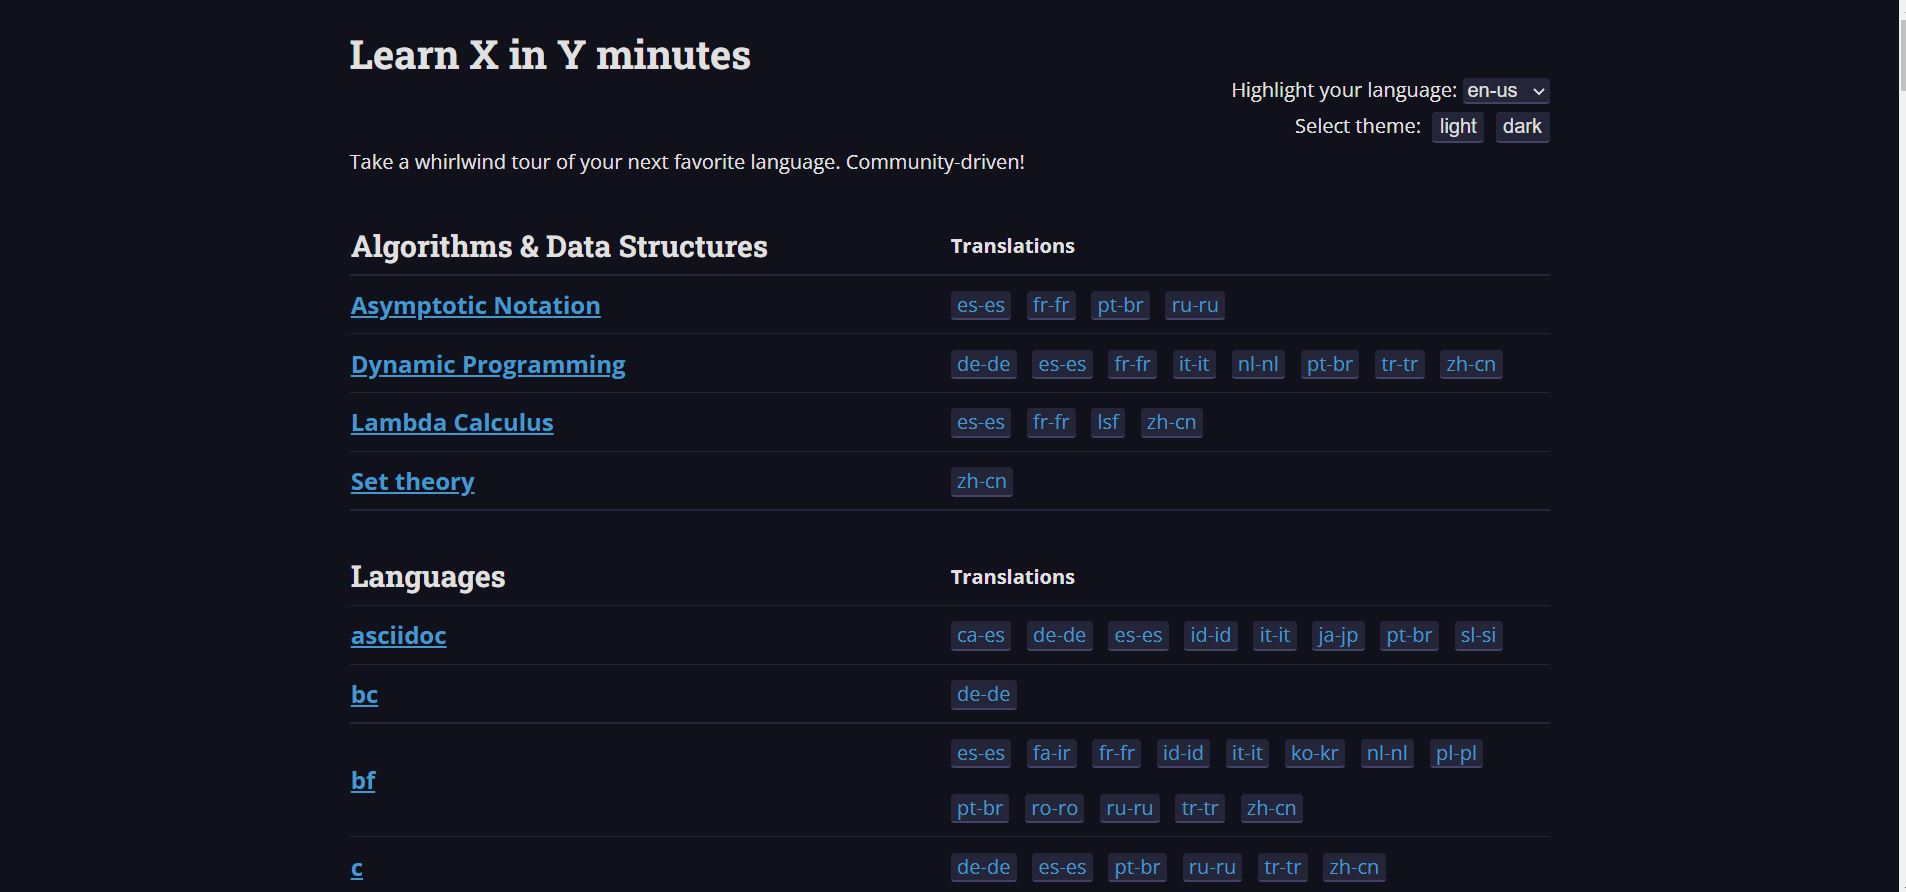 Learn X in Y minutes
Highlight your language: en-us
Select theme: light dark
Take a whirlwind tour of your next favorite language. Community-driven!
Algorithms & Data Structures Translations
Asymptotic Notation es-es fr-fr pt-br ru-ru
Dynamic Programming de-de es-es fr-fr it-it nl-nl pt-br tr-tr zh-cn
Lambda Calculus es-es fr-fr lsf zh-cn
Set theory zh-cn
Languages Translations
asciidoc ca-es de-de es-es id-id it-it ja-jp pt-br sl-si
bc de-de
bf es-es fa-ir fr-fr id-id it-it ko-kr nl-nl pl-pl
pt-br ro-ro ru-ru tr-tr zh-cn
c de-de es-es pt-br ru-ru tr-tr zh-cn